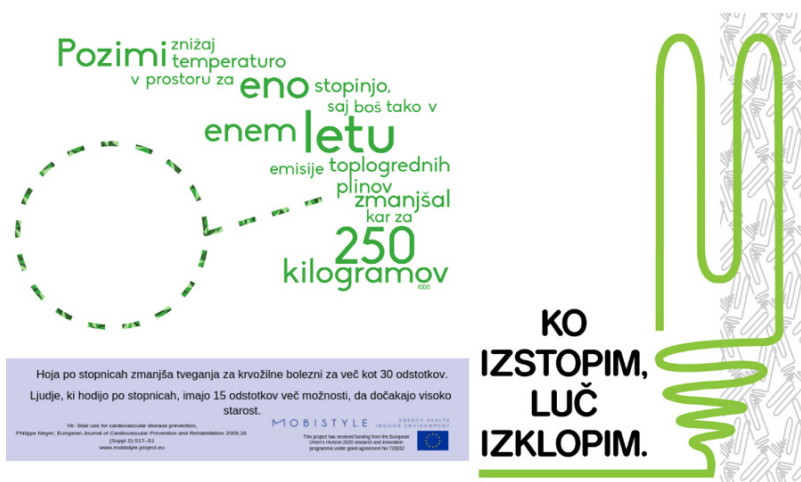 Pozimi znižaj
temperaturo
v prostoru za eno stopinjo,
saj boš tako v
enem letu
emisije toplogrednih
plinov
zmanjšal
kar za
250
kilogramov
1000
Hoja po stopnicah zmanjša tveganja za krvožilne bolezni za več kot 30 odstotkov.
Ljudje, ki hodijo po stopnicah, imajo 15 odstotkov več možnosti, da dočakajo visoko
starost.
Vir: Stair use for cardiovascular disease prevention,
Philippe Meyer, European Journal of Cardiovascular Prevention and Rehabilitation 2009,16
(Suppl 2):S17–S1
www.mobistyle-project.eu
MOBISTYLE
ENERGY HEALTH
INDOOR ENVIRONMENT
This project has received funding from the European
Union's Horizon 2020 research and innovation
programme under grant agreement No 723032
KO
IZSTOPIM,
LUČ
IZKLOPIM.